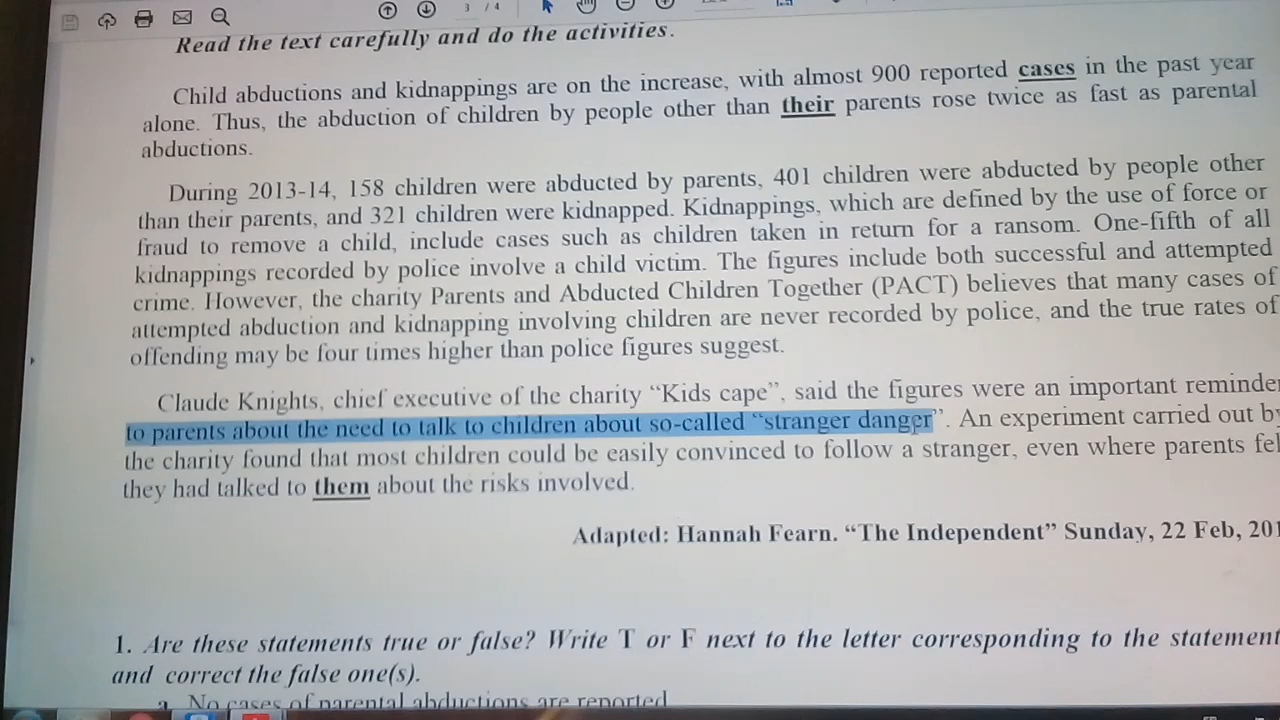 3 / 4
Read the text carefully and do the activities.
Child abductions and kidnappings are on the increase, with almost 900 reported cases in the past year
alone. Thus, the abduction of children by people other than their parents rose twice as fast as parental
abductions.
During 2013-14, 158 children were abducted by parents, 401 children were abducted by people other
than their parents, and 321 children were kidnapped. Kidnappings, which are defined by the use of force or
fraud to remove a child, include cases such as children taken in return for a ransom. One-fifth of all
kidnappings recorded by police involve a child victim. The figures include both successful and attempted
crime. However, the charity Parents and Abducted Children Together (PACT) believes that many cases of
attempted abduction and kidnapping involving children are never recorded by police, and the true rates of
offending may be four times higher than police figures suggest.
Claude Knights, chief executive of the charity “Kids cape”, said the figures were an important reminde
to parents about the need to talk to children about so-called “stranger danger”. An experiment carried out b
the charity found that most children could be easily convinced to follow a stranger, even where parents fel
they had talked to them about the risks involved.
Adapted: Hannah Fearn. “The Independent” Sunday, 22 Feb, 201
1. Are these statements true or false? Write T or F next to the letter corresponding to the statement
and correct the false one(s).
a. No cases of parental abductions are reported